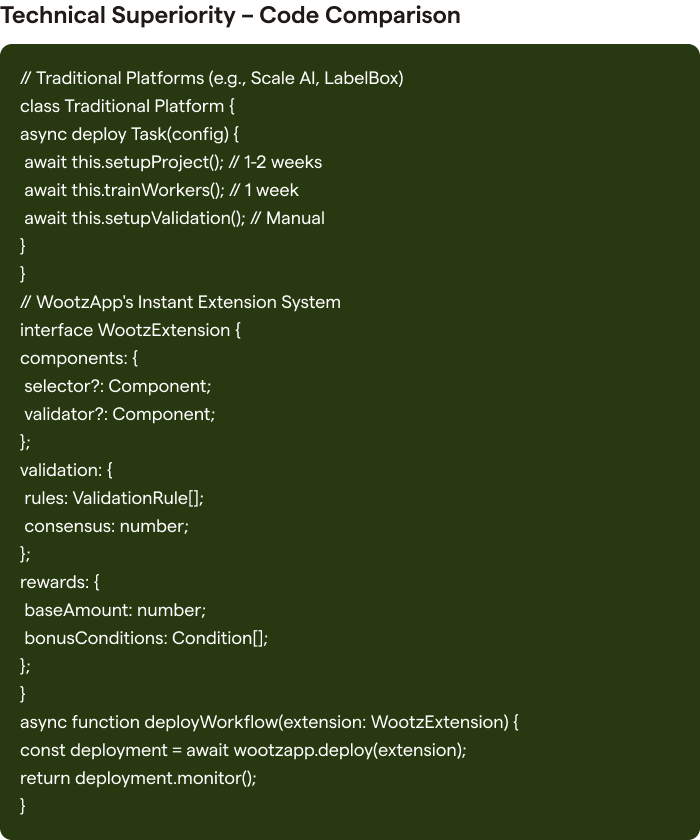 Technical Superiority – Code Comparison
// Traditional Platforms (e.g., Scale AI, LabelBox)
class Traditional Platform {
async deploy Task(config) {
await this.setupProject(); // 1-2 weeks
await this.trainWorkers(); // 1 week
await this.setupValidation(); // Manual
}
}
// WootzApp's Instant Extension System
interface WootzExtension {
components: {
selector?: Component;
validator?: Component;
};
validation: {
rules: ValidationRule[];
consensus: number;
};
rewards: {
baseAmount: number;
bonusConditions: Condition[];
};
}
async function deployWorkflow(extension: WootzExtension) {
const deployment = await wootzapp.deploy(extension);
return deployment.monitor();
}